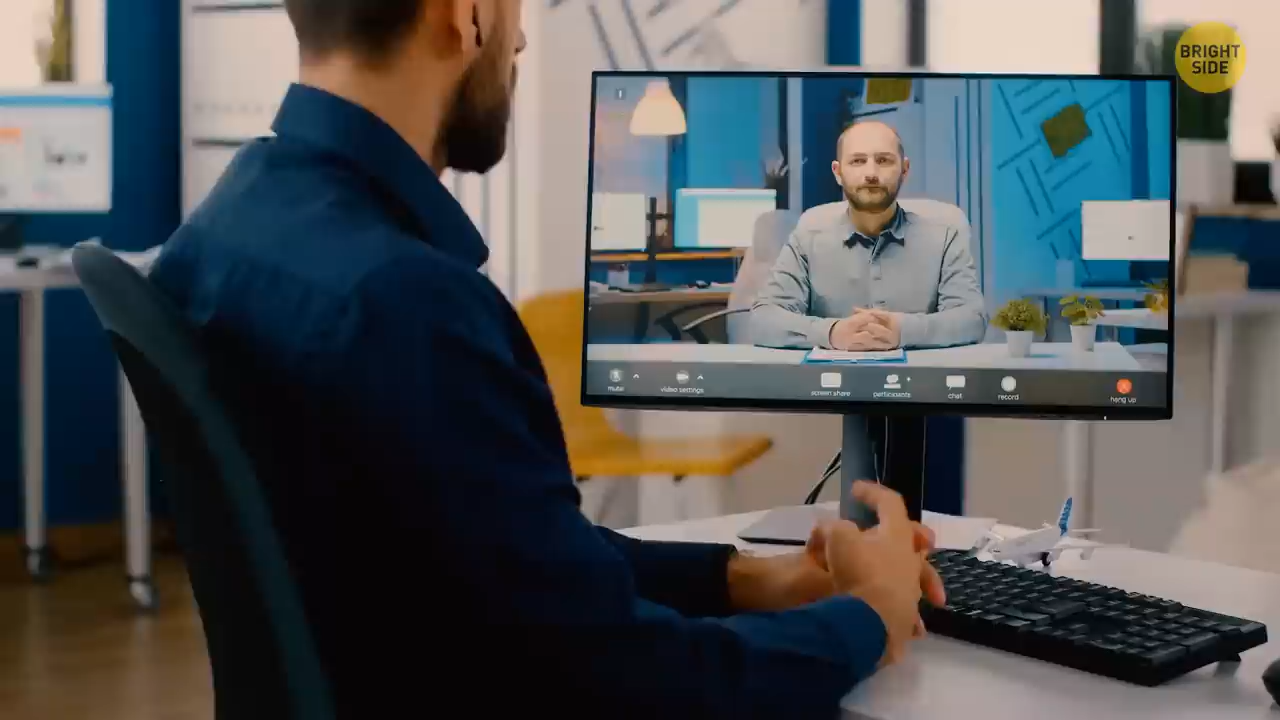 BRIGHT
SIDE
mute
video settings
screen share
participants
chat
record
hang up